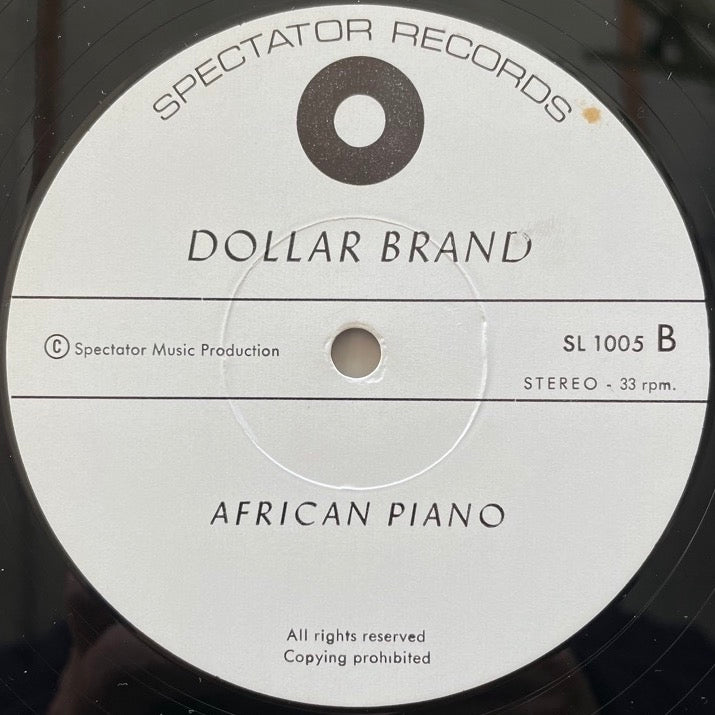 SPECTATOR RECORDS
DOLLAR BRAND
Ⓒ Spectator Music Production
SL 1005 B
STEREO - 33 rpm.
AFRICAN PIANO
All rights reserved
Copying prohibited